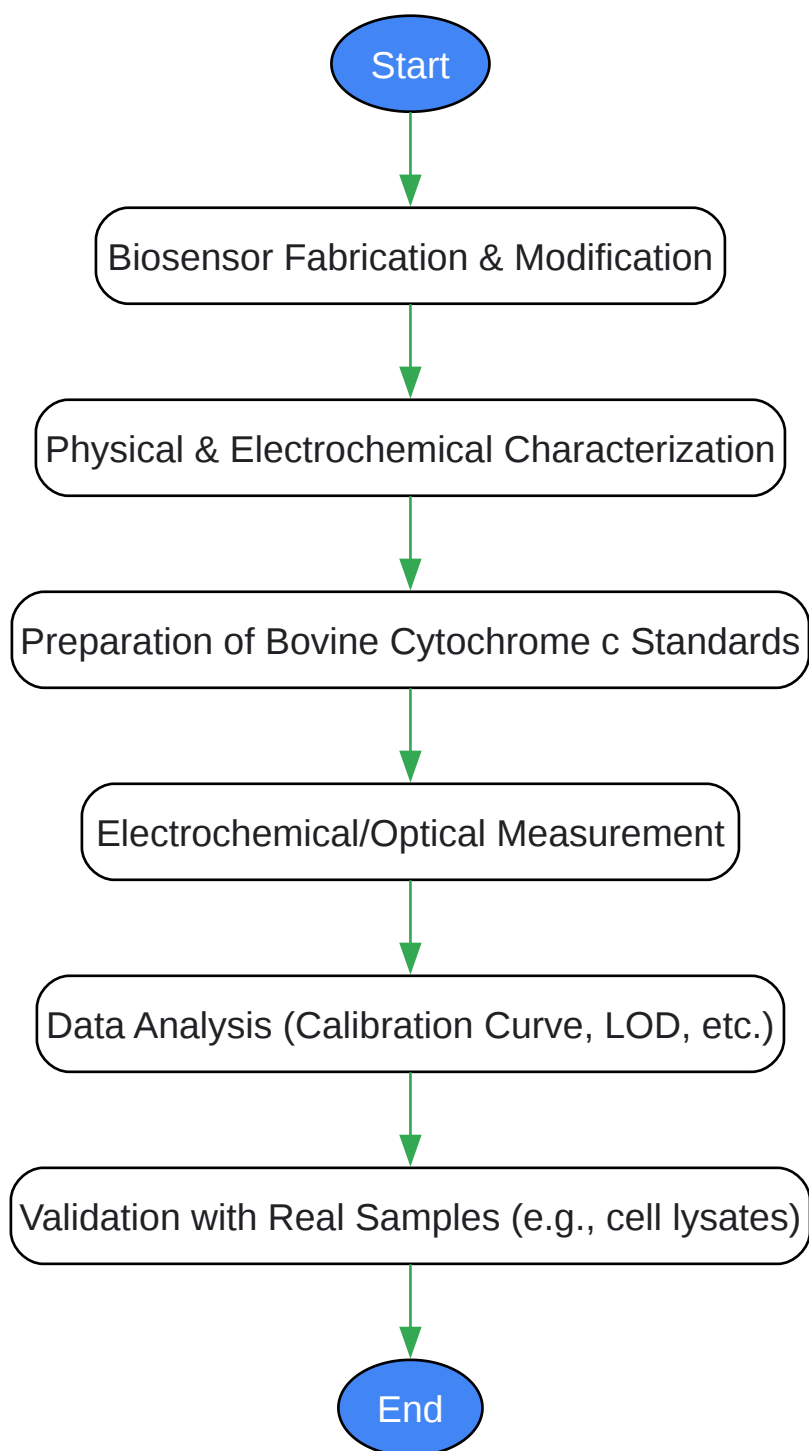 Start
Biosensor Fabrication & Modification
Physical & Electrochemical Characterization
Preparation of Bovine Cytochrome c Standards
Electrochemical/Optical Measurement
Data Analysis (Calibration Curve, LOD, etc.)
Validation with Real Samples (e.g., cell lysates)
End